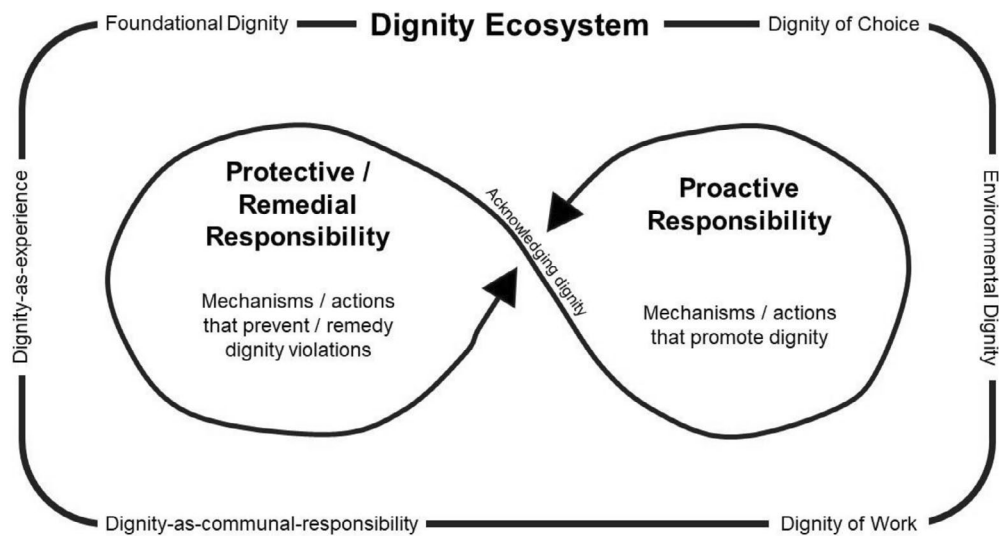 Foundational Dignity
Dignity Ecosystem
Dignity of Choice
Dignity-as-experience
Protective /
Remedial
Responsibility
Mechanisms / actions
that prevent / remedy
dignity violations
Acknowledging dignity
Proactive
Responsibility
Mechanisms / actions
that promote dignity
Environmental Dignity
Dignity-as-communal-responsibility
Dignity of Work